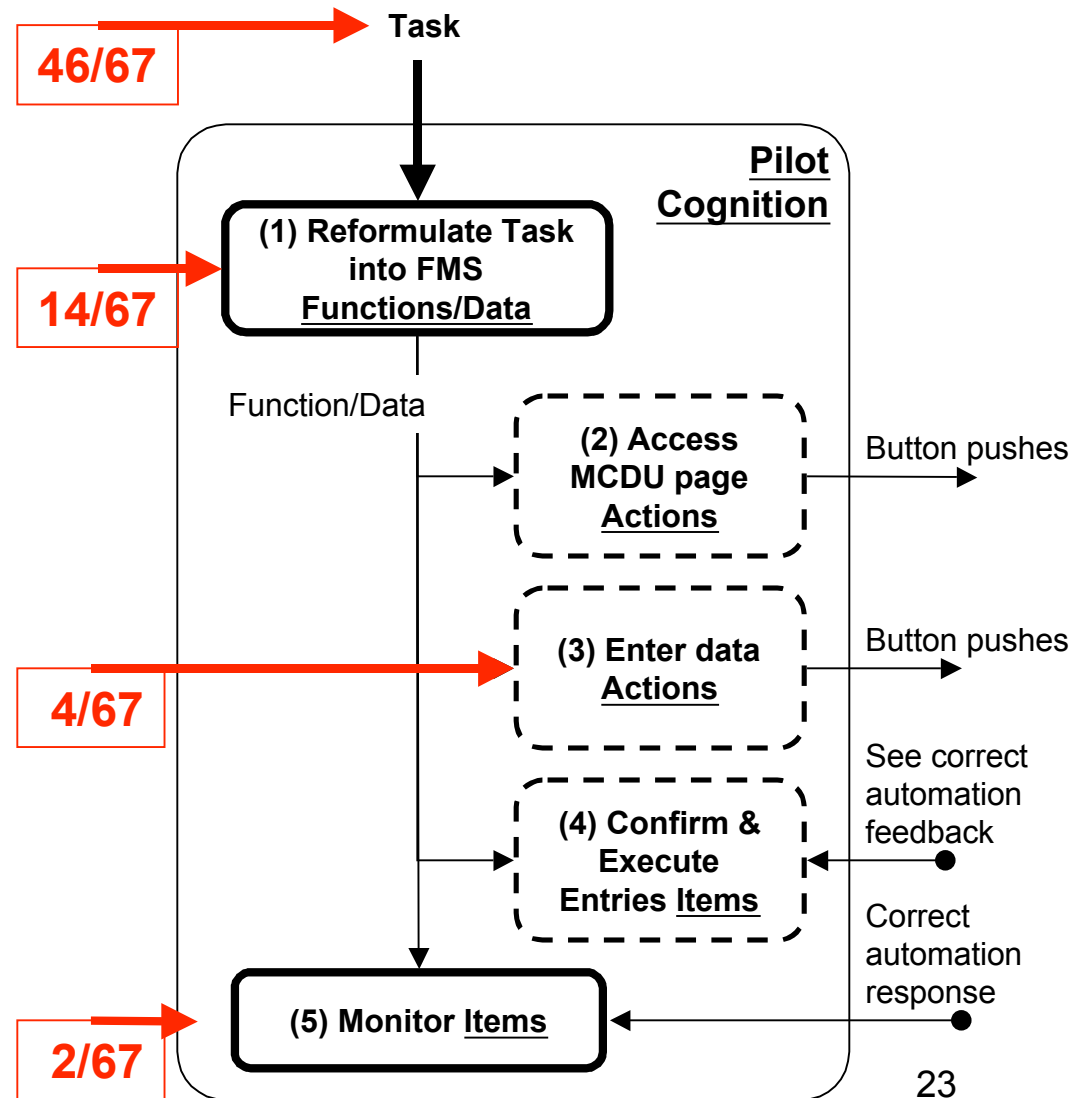 Task
46/67
Pilot
Cognition
(1) Reformulate Task
into FMS
Functions/Data
14/67
Function/Data
(2) Access
MCDU page
Actions
Button pushes
(3) Enter data
Actions
Button pushes
4/67
See correct
automation
feedback
(4) Confirm &
Execute
Entries Items
Correct
automation
response
(5) Monitor Items
2/67
23